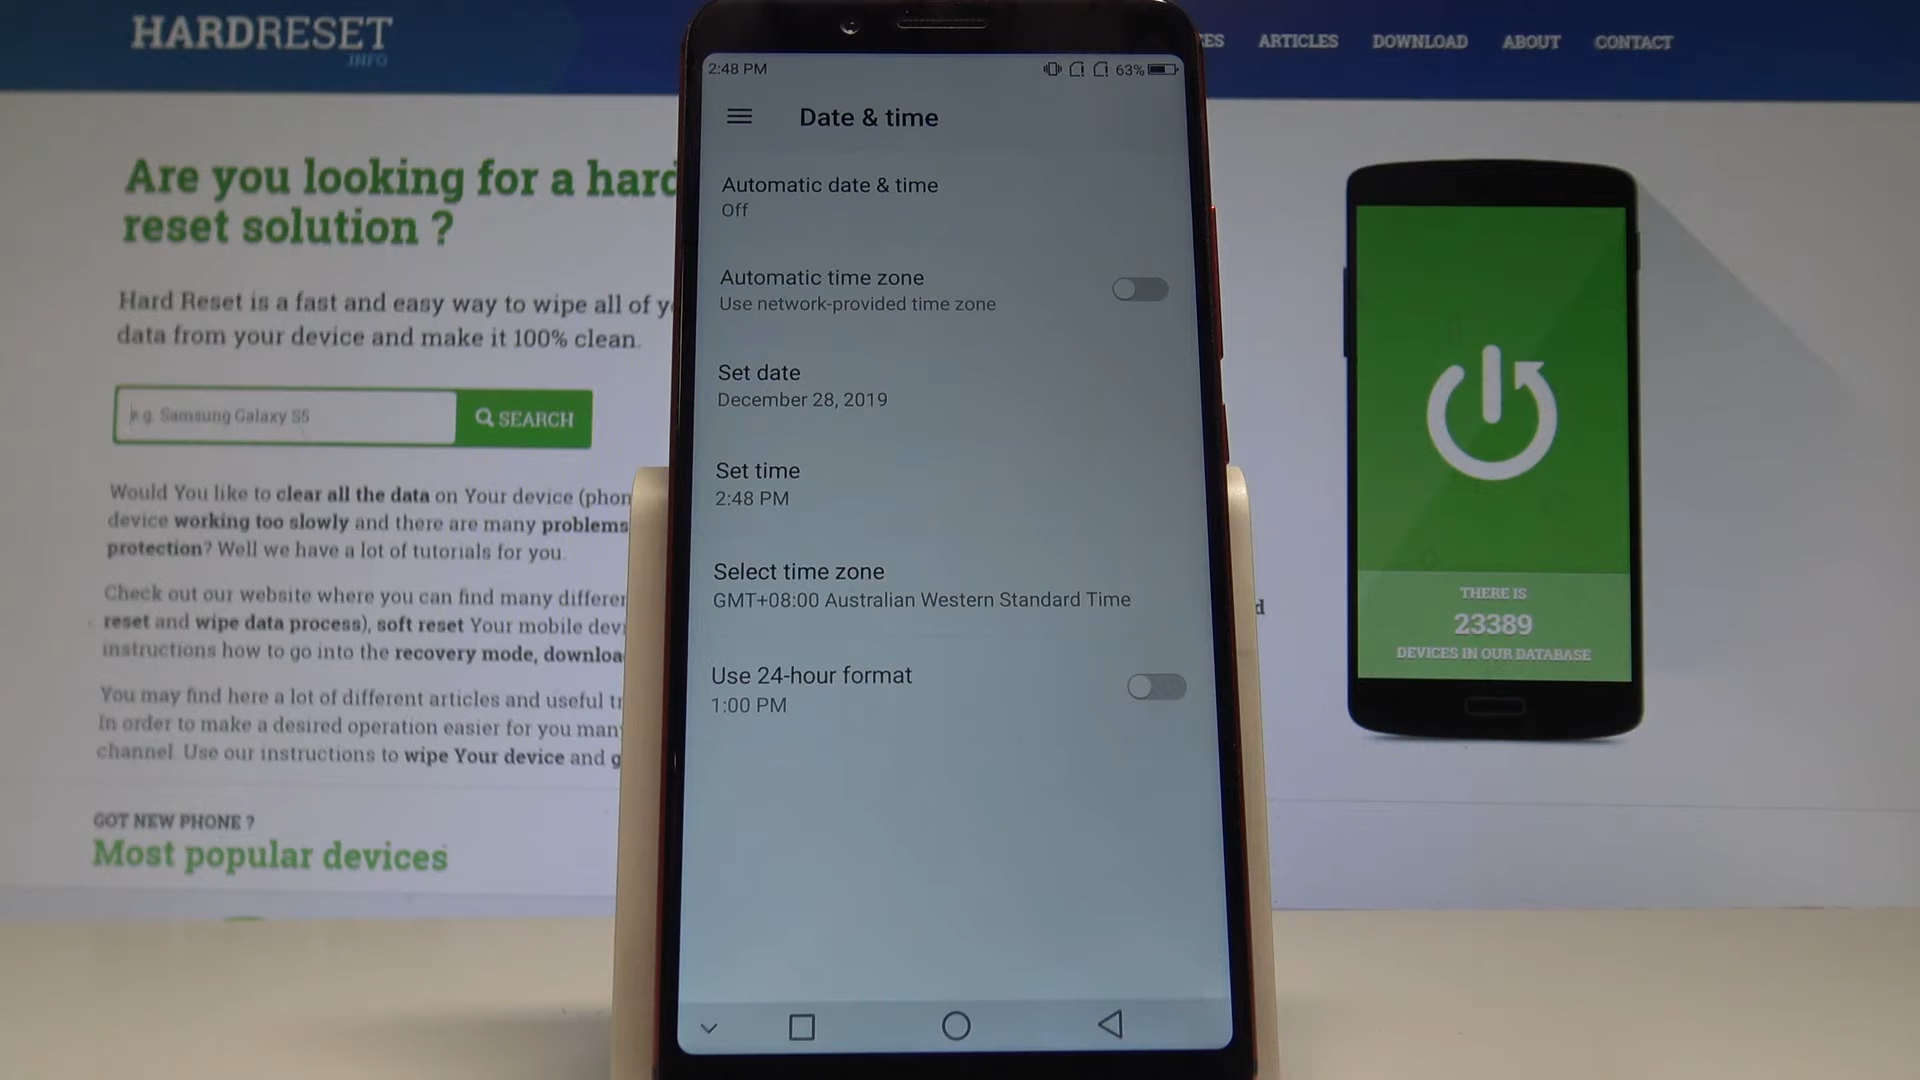 HARDRESET
.INFO
ES ARTICLES DOWNLOAD ABOUT CONTACT
Are you looking for a hard
reset solution ?
Hard Reset is a fast and easy way to wipe all of y
data from your device and make it 100% clean.
e.g. Samsung Galaxy S5
SEARCH
Would You like to clear all the data on Your device (phon
device working too slowly and there are many problems
protection? Well we have a lot of tutorials for you.
Check out our website where you can find many differen
reset and wipe data process), soft reset Your mobile devi
instructions how to go into the recovery mode, downloa
d
You may find here a lot of different articles and useful tr
In order to make a desired operation easier for you man
channel. Use our instructions to wipe Your device and g
GOT NEW PHONE ?
Most popular devices
2:48 PM
63%
Date & time
Automatic date & time
Off
Automatic time zone
Use network-provided time zone
Set date
December 28, 2019
Set time
2:48 PM
Select time zone
GMT+08:00 Australian Western Standard Time
Use 24-hour format
1:00 PM
THERE IS
23389
DEVICES IN OUR DATABASE